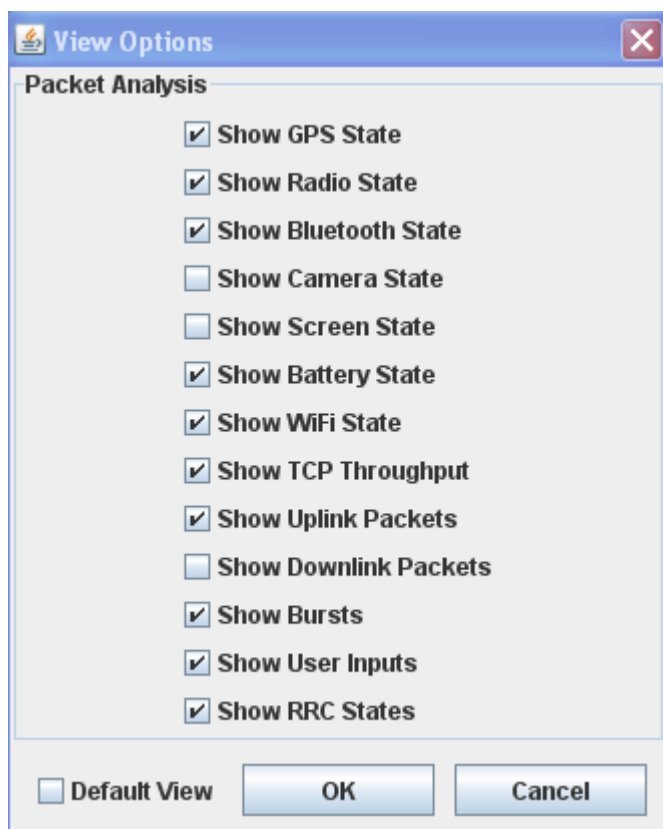 View Options
Packet Analysis
Show GPS State
Show Radio State
Show Bluetooth State
Show Camera State
Show Screen State
Show Battery State
Show WiFi State
Show TCP Throughput
Show Uplink Packets
Show Downlink Packets
Show Bursts
Show User Inputs
Show RRC States
Default View OK Cancel